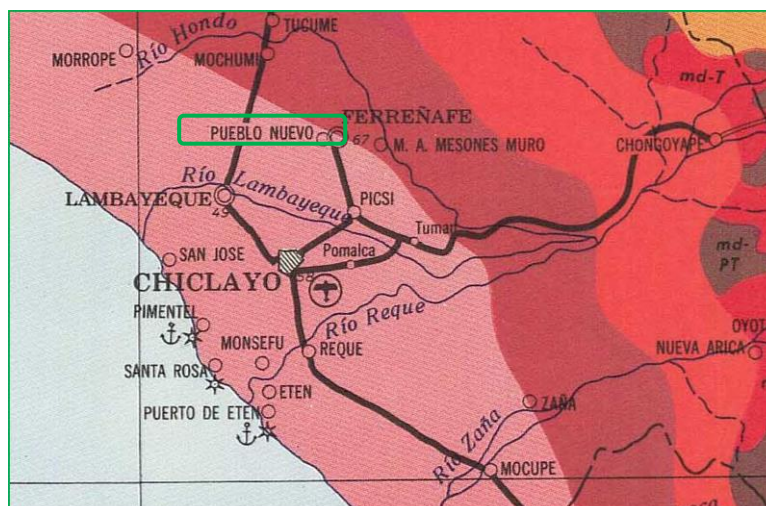 TUCUME
Río Hondo
MORROPE
MOCHUMI
md-T
FERREÑAFE
PUEBLO NUEVO
67
M. A. MESONES MURO
CHONGOYAPE
Río Lambayeque
LAMBAYEQUE
49
PICSI
Tuman
SAN JOSE
Pomalca
md-
PT
CHICLAYO
58
PIMENTEL
Río Reque
OYOT
MONSEFU
REQUE
NUEVA ARICA
SANTA ROSA
ETEN
ZAÑA
PUERTO DE ETEN
Río Zaña
MOCUPE